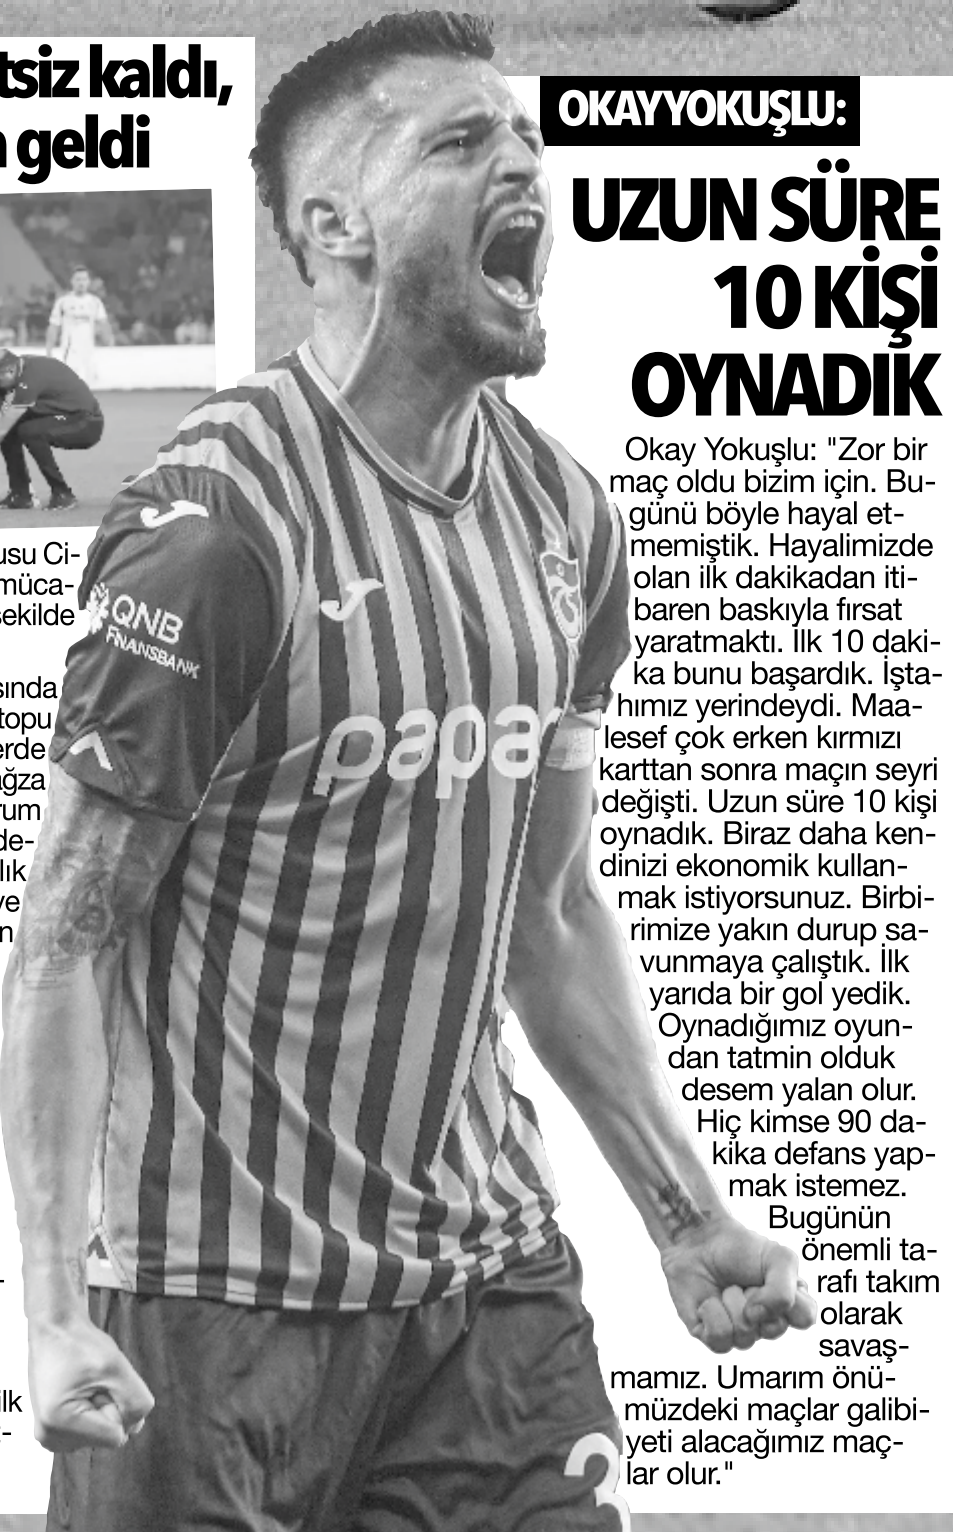 tsiz kaldı,
geldi
usu Ci-
müca-
şekilde
sında
topu
erde
ağza
rum
de-
lık
ve
n
-
ilk
-
QNB
FİNANSBANK
papar
3
OKAY YOKUŞLU:
UZUN SÜRE
10 KİŞİ
OYNADIK
Okay Yokuşlu: "Zor bir
maç oldu bizim için. Bu-
günü böyle hayal et-
memiştik. Hayalimizde
olan ilk dakikadan iti-
baren baskıyla fırsat
yaratmaktı. İlk 10 daki-
ka bunu başardık. İşta-
hımız yerindeydi. Maa-
lesef çok erken kırmızı
karttan sonra maçın seyri
değişti. Uzun süre 10 kişi
oynadık. Biraz daha ken-
dinizi ekonomik kullan-
mak istiyorsunuz. Birbi-
rimize yakın durup sa-
vunmaya çalıştık. İlk
yarıda bir gol yedik.
Oynadığımız oyun-
dan tatmin olduk
desem yalan olur.
Hiç kimse 90 da-
kika defans yap-
mak istemez.
Bugünün
önemli ta-
rafı takım
olarak
savaş-
mamız. Umarım önü-
müzdeki maçlar galibi-
yeti alacağımız maç-
lar olur."